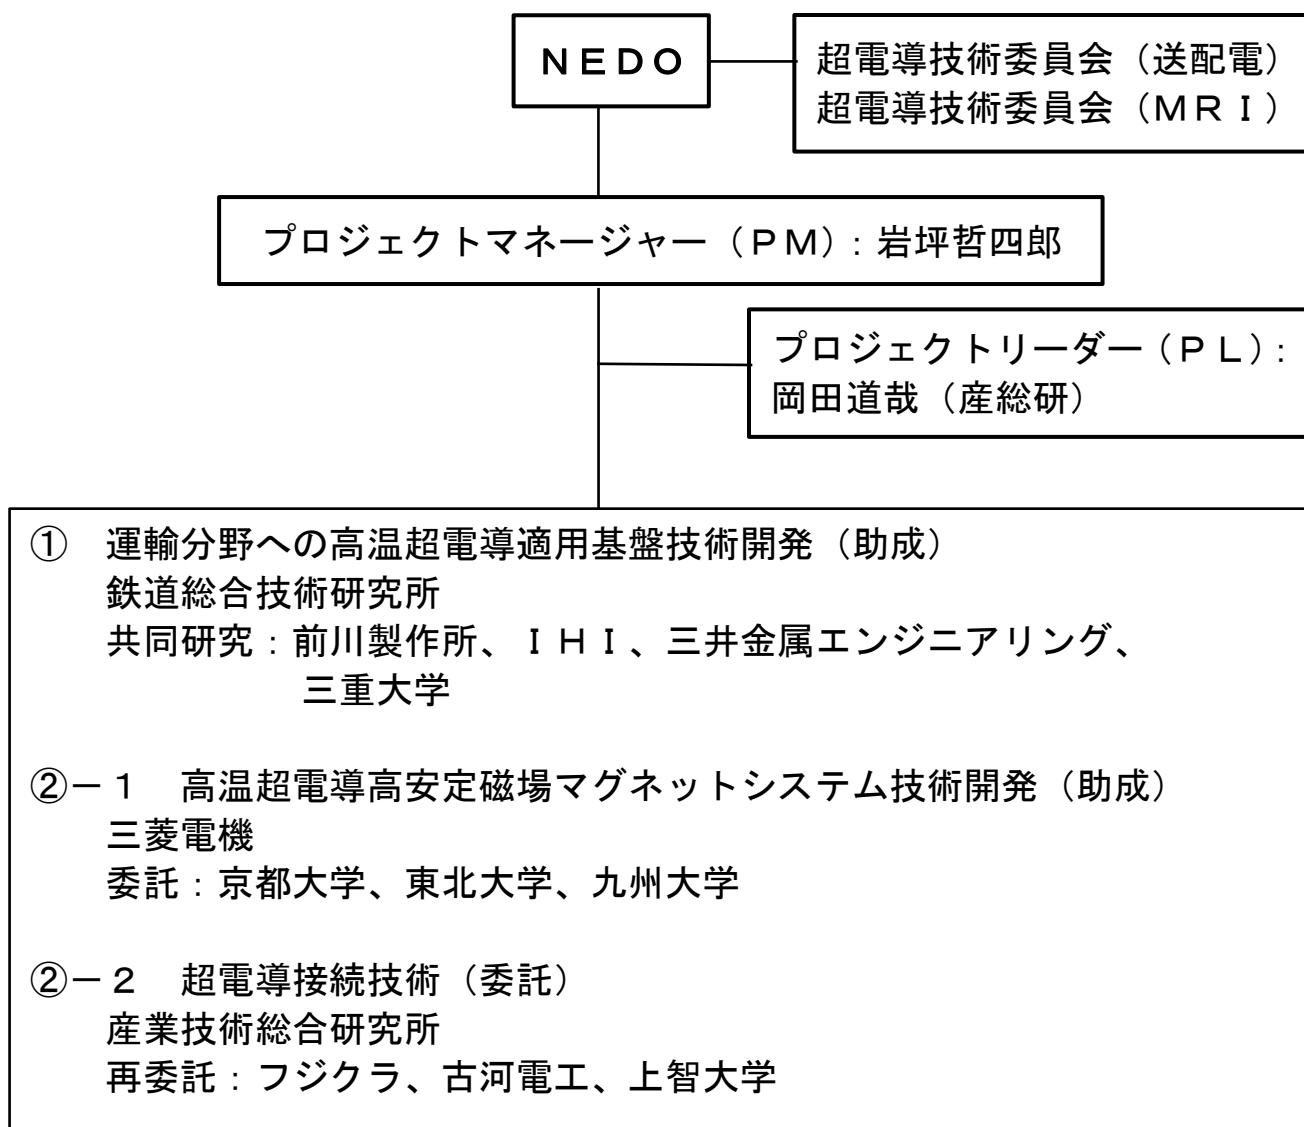 ＮＥＤＯ
超電導技術委員会（送配電）
超電導技術委員会（ＭＲＩ）
プロジェクトマネージャー（ＰＭ）：岩坪哲四郎
プロジェクトリーダー（ＰＬ）：
岡田道哉（産総研）
①　運輸分野への高温超電導適用基盤技術開発（助成）
鉄道総合技術研究所
共同研究：前川製作所、ＩＨＩ、三井金属エンジニアリング、
三重大学
②－１　高温超電導高安定磁場マグネットシステム技術開発（助成）
三菱電機
委託：京都大学、東北大学、九州大学
②－２　超電導接続技術（委託）
産業技術総合研究所
再委託：フジクラ、古河電工、上智大学